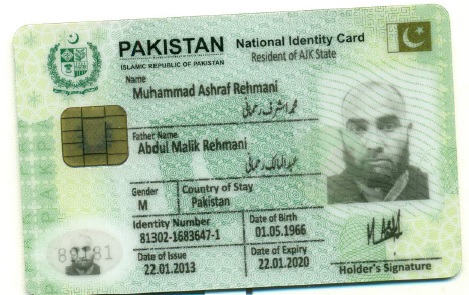 PAKISTAN National Identity Card
ISLAMIC REPUBLIC OF PAKISTAN Resident of AJK State
Name
Muhammad Ashraf Rehmani
محمد اشرف رحمانی
Father Name
Abdul Malik Rehmani
عبدالمالک رحمانی
Gender Country of Stay
M Pakistan
Identity Number Date of Birth
81302-1683647-1 01.05.1966
Date of Issue Date of Expiry
22.01.2013 22.01.2020
Holder's Signature